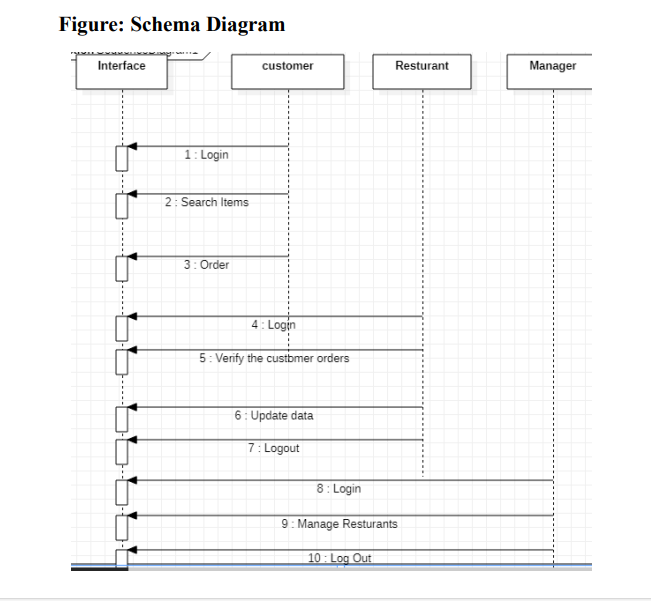 Figure: Schema Diagram
Interface
customer
Resturant
Manager
1 : Login
2 : Search Items
3 : Order
4 : Login
5 : Verify the customer orders
6 : Update data
7 : Logout
8 : Login
9 : Manage Resturants
10 : Log Out